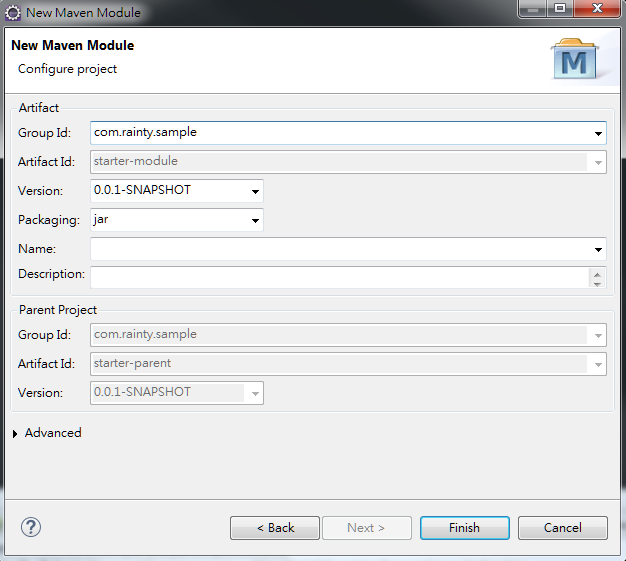 New Maven Module
New Maven Module
Configure project
M
Artifact
Group Id: com.rainty.sample
Artifact Id: starter-module
Version: 0.0.1-SNAPSHOT
Packaging: jar
Name:
Description:
Parent Project
Group Id: com.rainty.sample
Artifact Id: starter-parent
Version: 0.0.1-SNAPSHOT
Advanced
? < Back Next > Finish Cancel